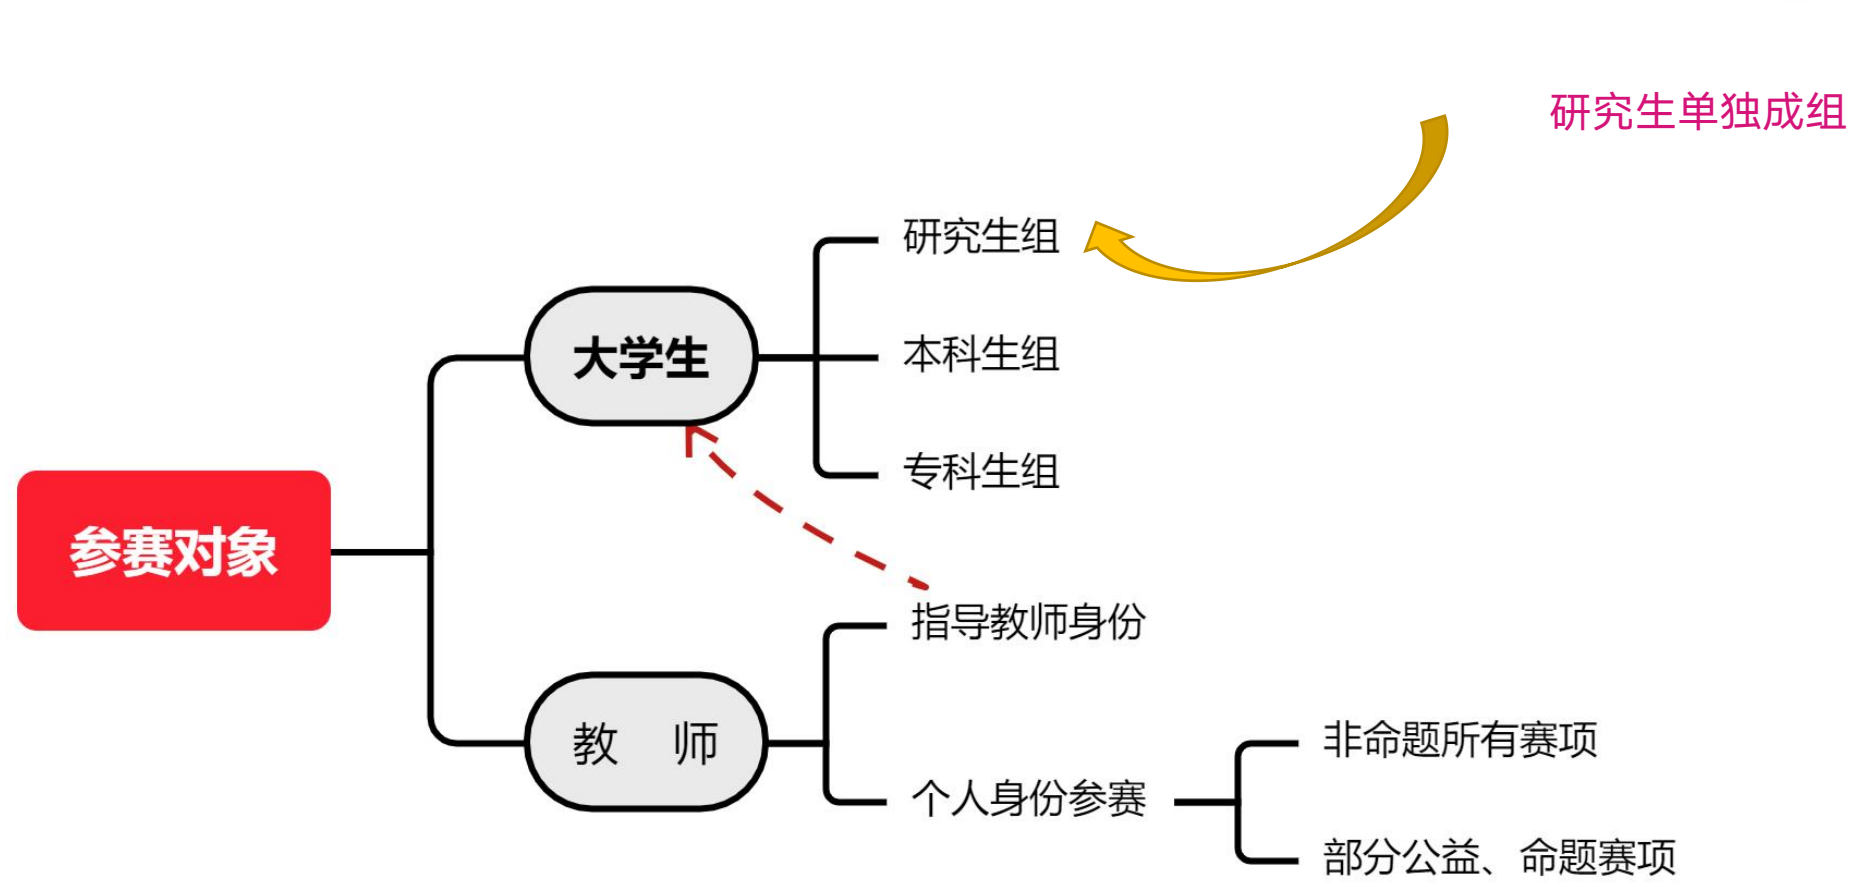 研究生单独成组
研究生组
大学生
本科生组
专科生组
参赛对象
指导教师身份
教 师
个人身份参赛
非命题所有赛项
部分公益、命题赛项